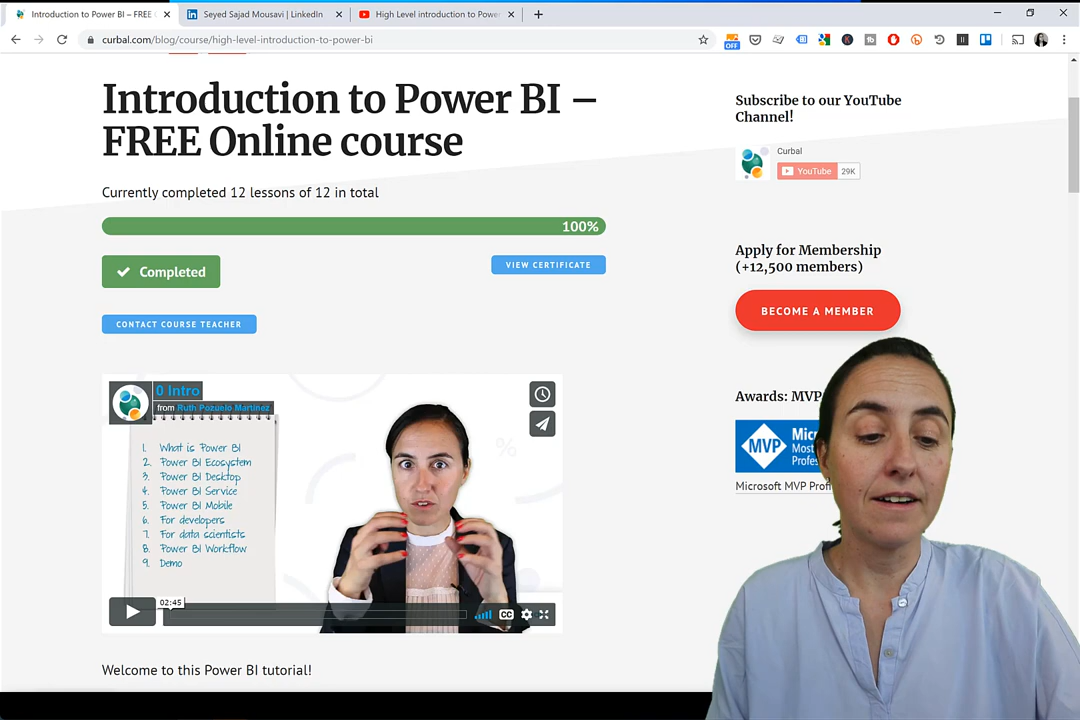 Introduction to Power BI – FREE
Seyed Sajad Mousavi | LinkedIn
High Level introduction to Power
curbal.com/blog/course/high-level-introduction-to-power-bi
OFF
Introduction to Power BI –
FREE Online course
Currently completed 12 lessons of 12 in total
100%
Completed
VIEW CERTIFICATE
CONTACT COURSE TEACHER
0 Intro
from Ruth Pozuelo Martinez
1. What is Power BI
2. Power BI Ecosystem
3. Power BI Desktop
4. Power BI Service
5. Power BI Mobile
6. For developers
7. For data scientists
8. Power BI Workflow
9. Demo
02:45
CC
Welcome to this Power BI tutorial!
Subscribe to our YouTube
Channel!
Curbal
YouTube 29K
Apply for Membership
(+12,500 members)
BECOME A MEMBER
Awards: MVP
MVP
Mic
Most
Profes
Microsoft MVP Prof